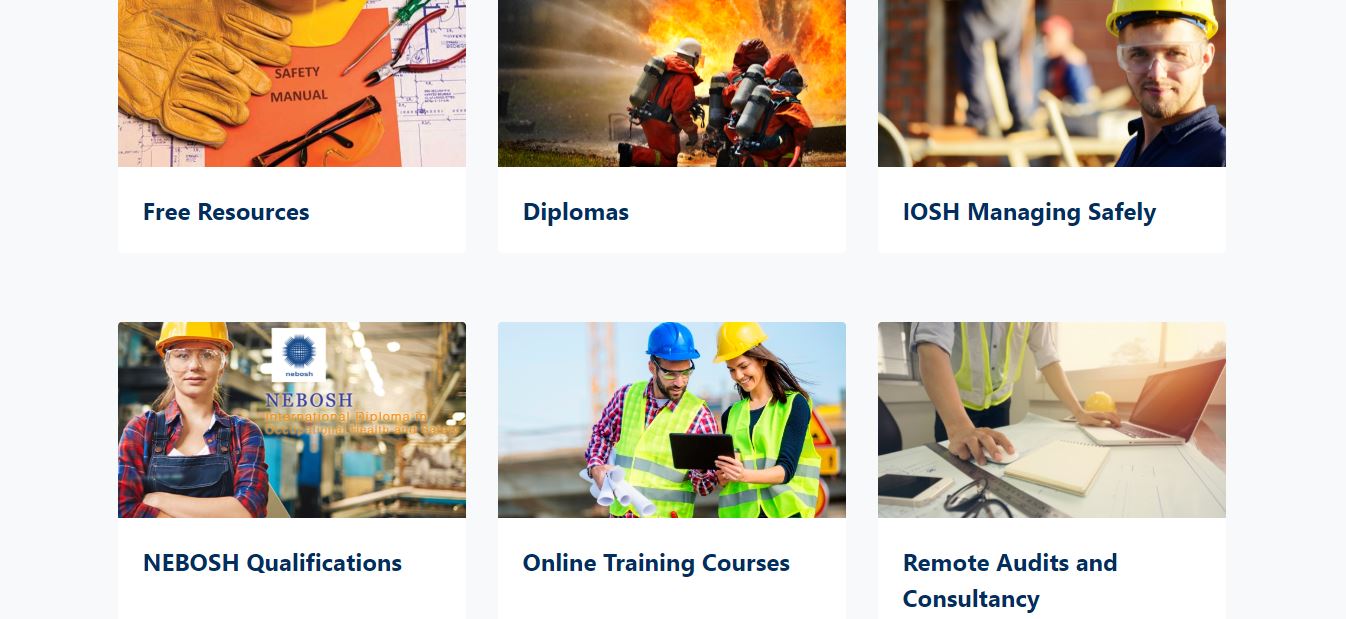 SAFETY
MANUAL
Free Resources
Diplomas
IOSH Managing Safely
nebosh
NEBOSH
International Diploma in
Occupational Health and Safety
NEBOSH Qualifications
Online Training Courses
Remote Audits and
Consultancy